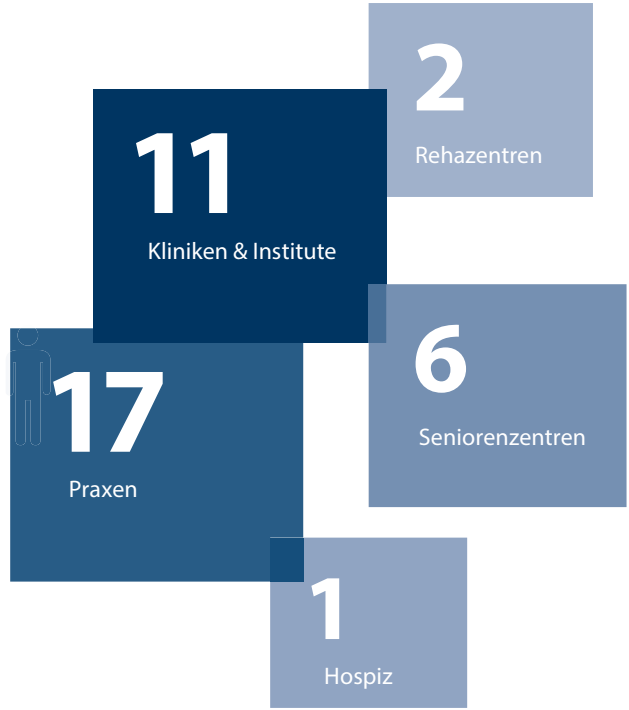 2
Rehazentren
11
Kliniken & Institute
6
Seniorenzentren
17
Praxen
1
Hospiz